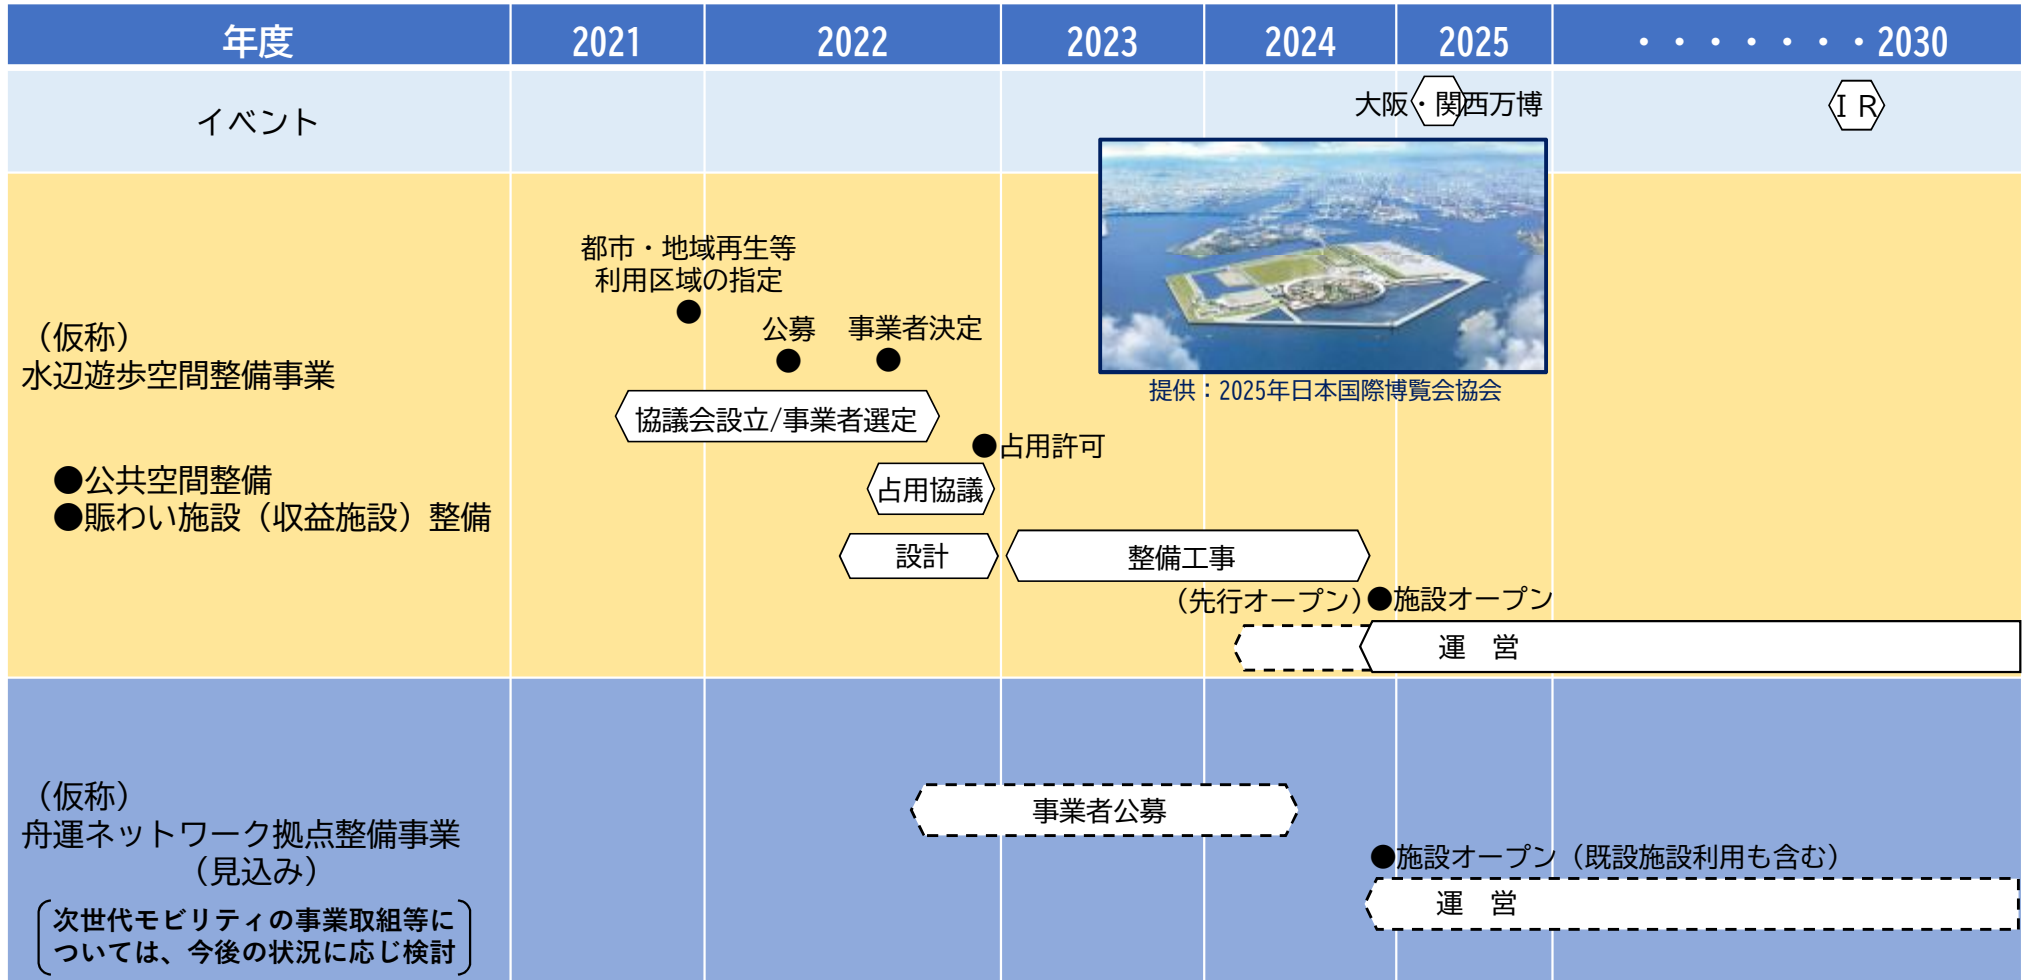 年度
2021
2022
2023
2024
2025
・・・・・・・2030
イベント
大阪・関西万博
ＩＲ
提供：2025年日本国際博覧会協会
（仮称）
水辺遊歩空間整備事業
●公共空間整備
●賑わい施設（収益施設）整備
都市・地域再生等
利用区域の指定
●
公募
●
事業者決定
●
協議会設立/事業者選定
●占用許可
占用協議
設計
整備工事
（先行オープン）●施設オープン
運　営
（仮称）
舟運ネットワーク拠点整備事業
（見込み）
次世代モビリティの事業取組等に
ついては、今後の状況に応じ検討
事業者公募
●施設オープン（既設施設利用も含む）
運　営